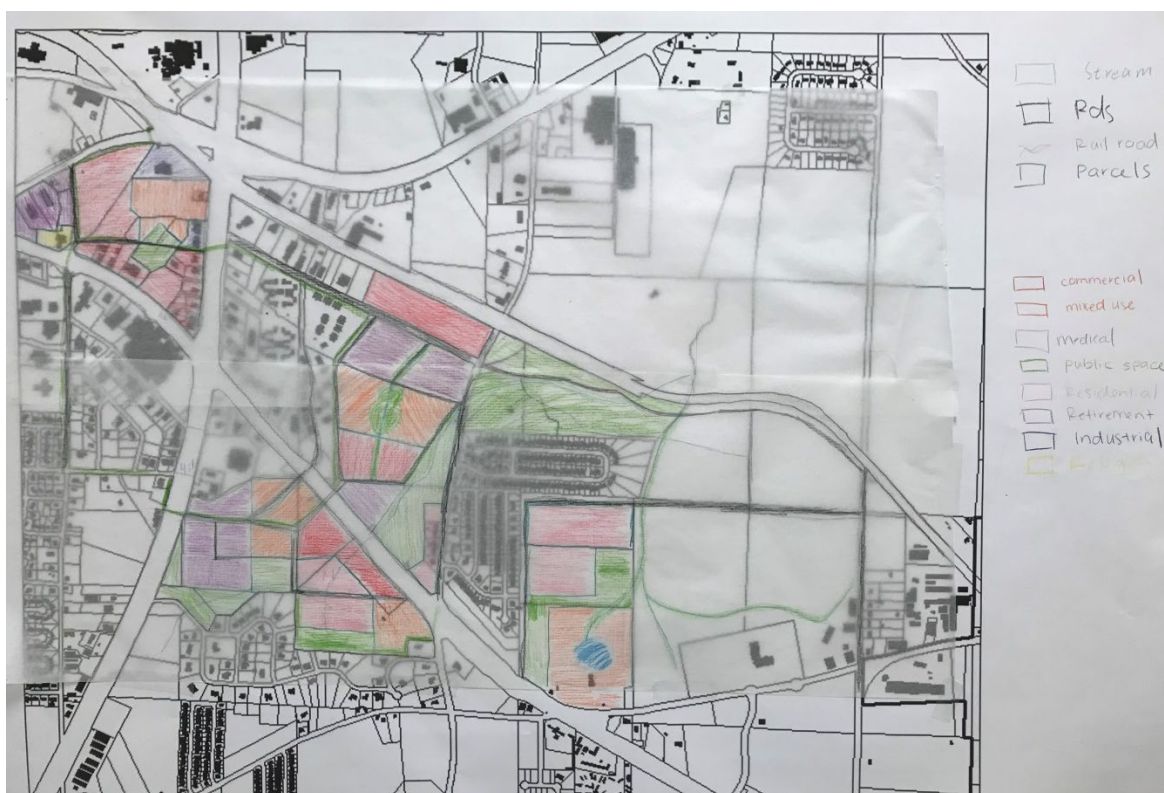 Stream
Rds
Rail road
Parcels
commercial
mixed use
medical
public space
Residential
Retirement
Industrial